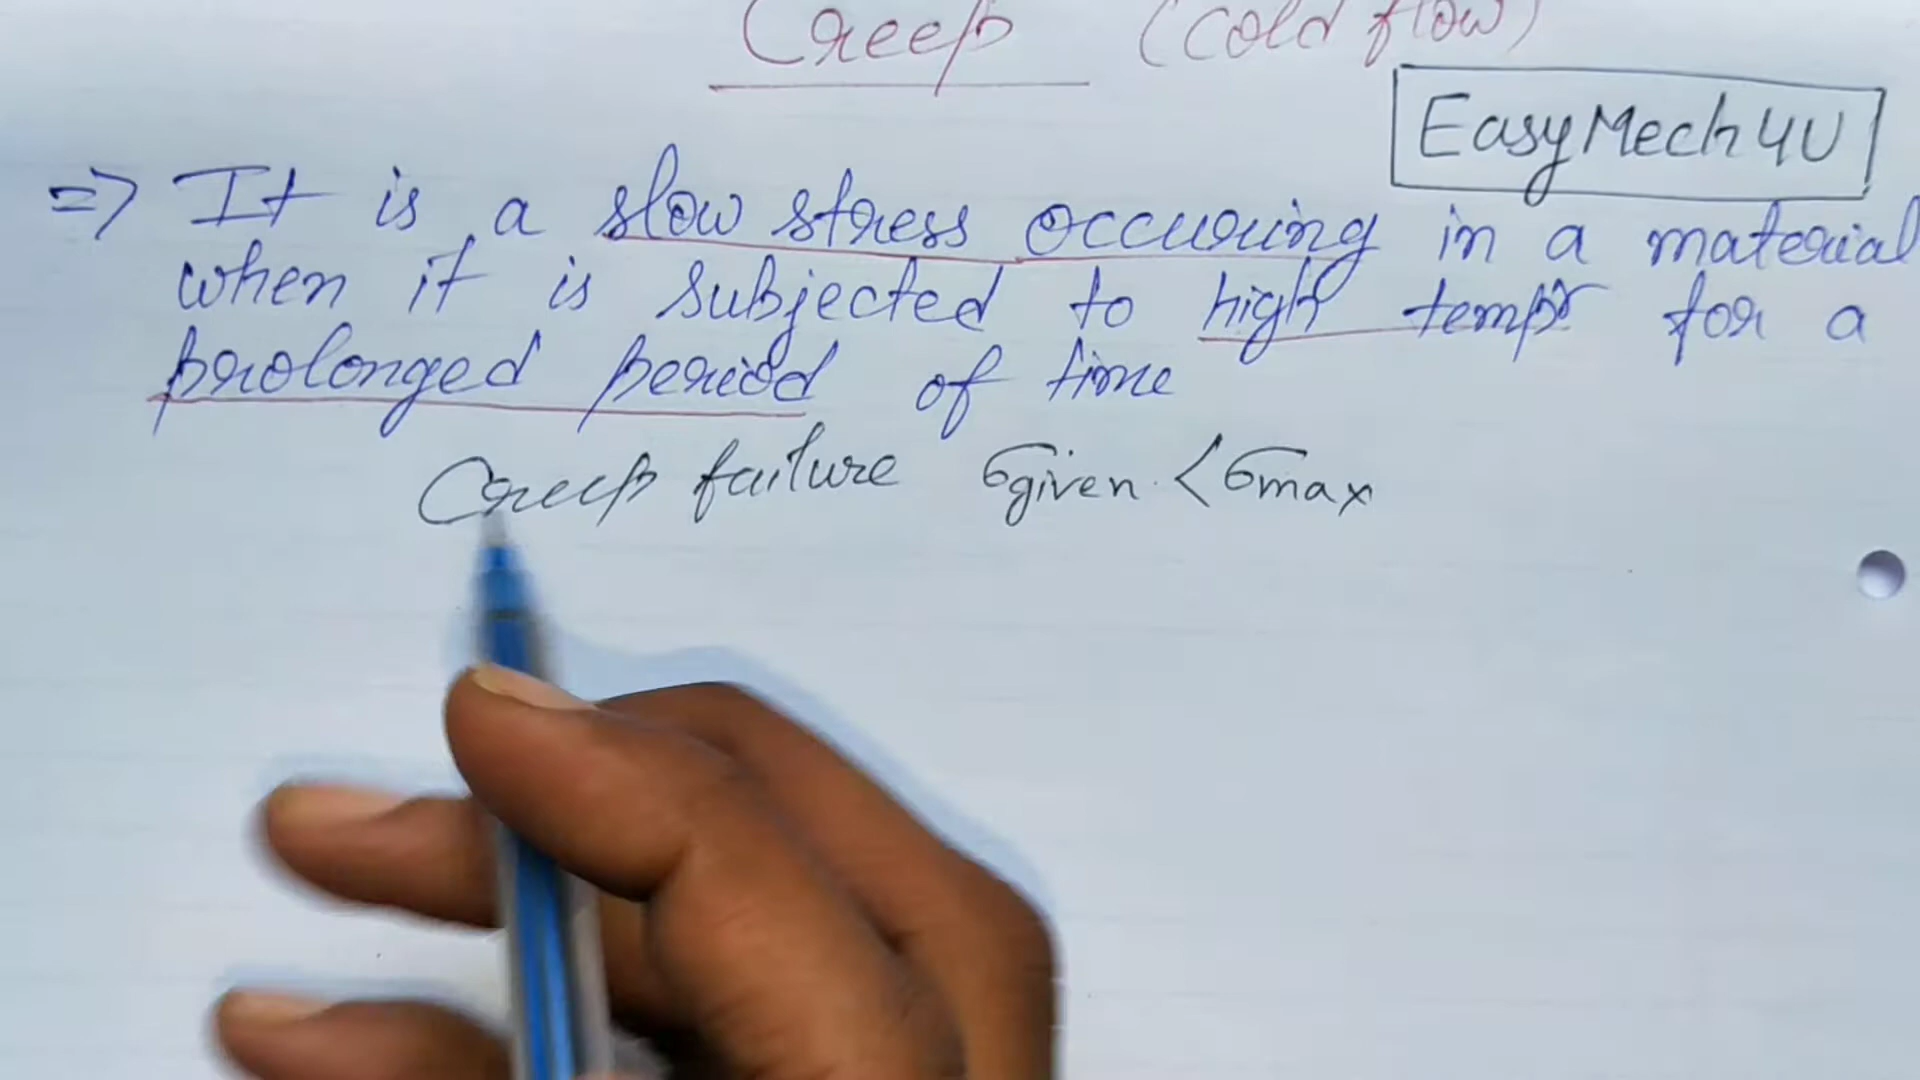 Creep (cold flow)
EasyMech4U
=> It is a slow stress occuring in a material
when it is subjected to high tempr for a
prolonged period of time
Creep failure σgiven < σmax